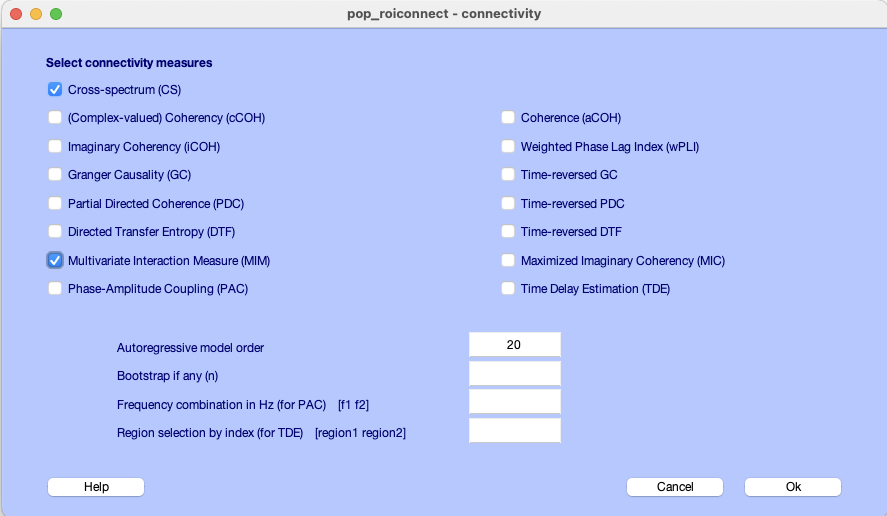 pop_roiconnect - connectivity
Select connectivity measures
Cross-spectrum (CS)
(Complex-valued) Coherency (cCOH) Coherence (aCOH)
Imaginary Coherency (iCOH) Weighted Phase Lag Index (wPLI)
Granger Causality (GC) Time-reversed GC
Partial Directed Coherence (PDC) Time-reversed PDC
Directed Transfer Entropy (DTF) Time-reversed DTF
Multivariate Interaction Measure (MIM) Maximized Imaginary Coherency (MIC)
Phase-Amplitude Coupling (PAC) Time Delay Estimation (TDE)
Autoregressive model order 20
Bootstrap if any (n)
Frequency combination in Hz (for PAC) [f1 f2]
Region selection by index (for TDE) [region1 region2]
Help Cancel Ok